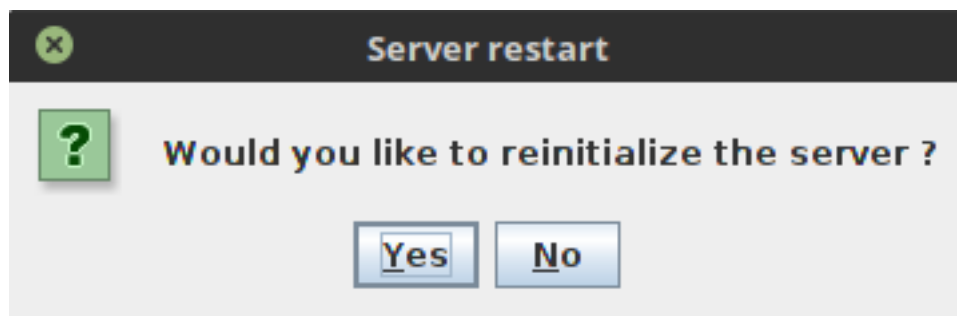 Server restart
?
Would you like to reinitialize the server ?
Yes No